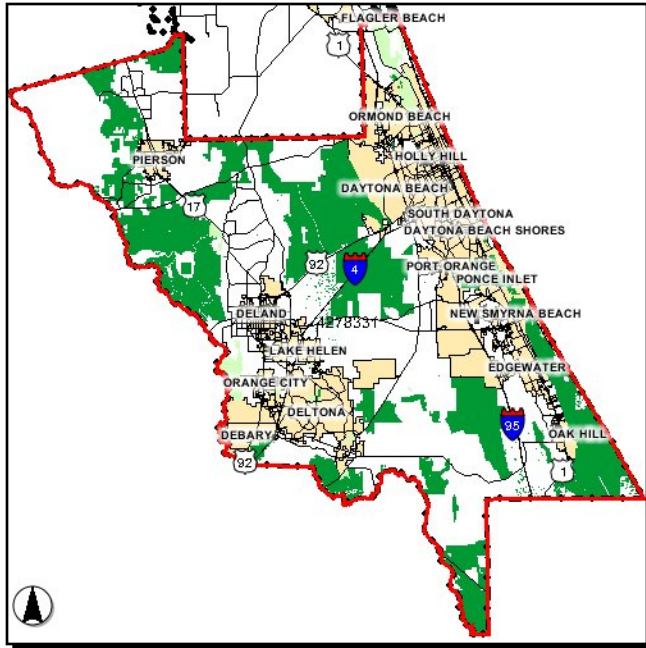 FLAGLER BEACH
1
ORMOND BEACH
HOLLY HILL
PIERSON
DAYTONA BEACH
17
SOUTH DAYTONA
DAYTONA BEACH SHORES
92
4
PORT ORANGE
PONCE INLET
DELAND
4278331
NEW SMYRNA BEACH
LAKE HELEN
EDGEWATER
ORANGE CITY
DELTONA
95
DEBARY
OAK HILL
92
1